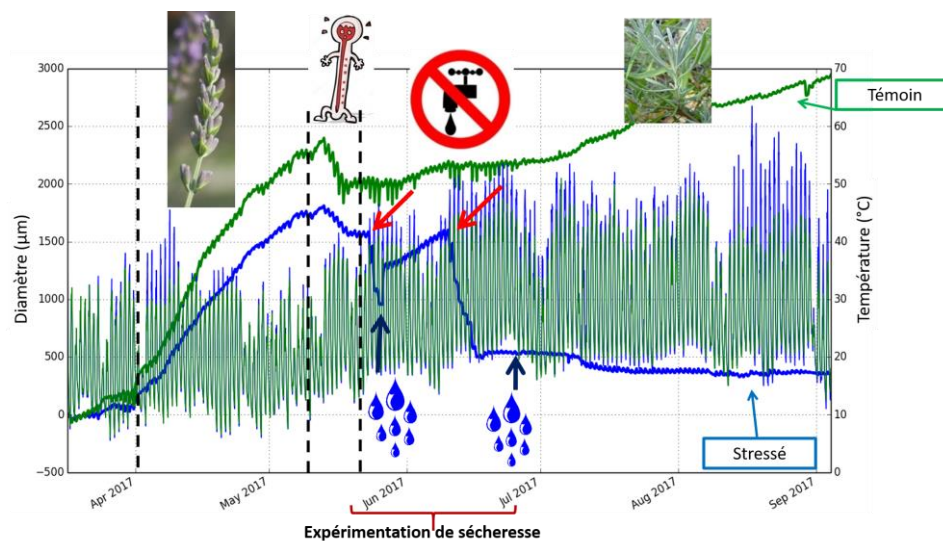 3000
2500
2000
1500
1000
500
0
−500
Diamètre (µm)
70
60
50
40
30
20
10
0
Température (°C)
Témoin
Stressé
Apr 2017
May 2017
Jun 2017
Jul 2017
Aug 2017
Sep 2017
Expérimentation de sécheresse